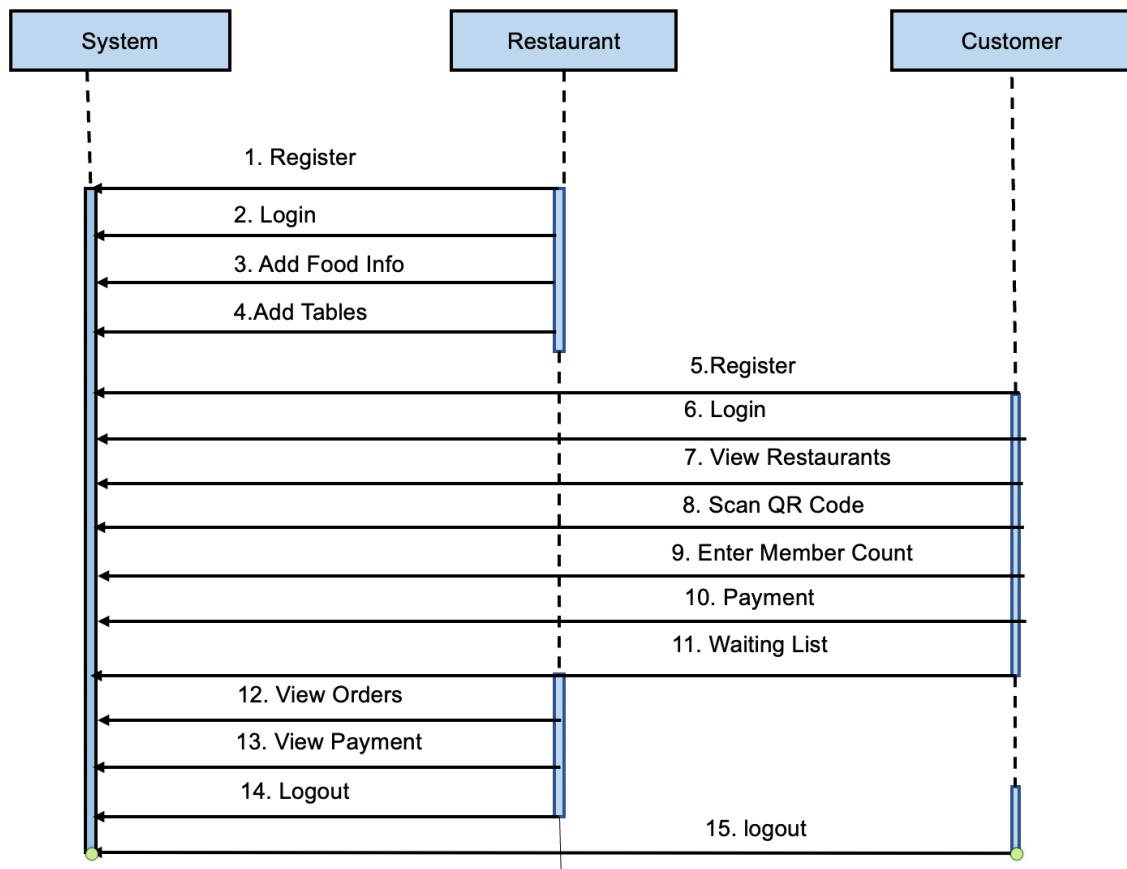 System
Restaurant
Customer
1. Register
2. Login
3. Add Food Info
4.Add Tables
5.Register
6. Login
7. View Restaurants
8. Scan QR Code
9. Enter Member Count
10. Payment
11. Waiting List
12. View Orders
13. View Payment
14. Logout
15. logout